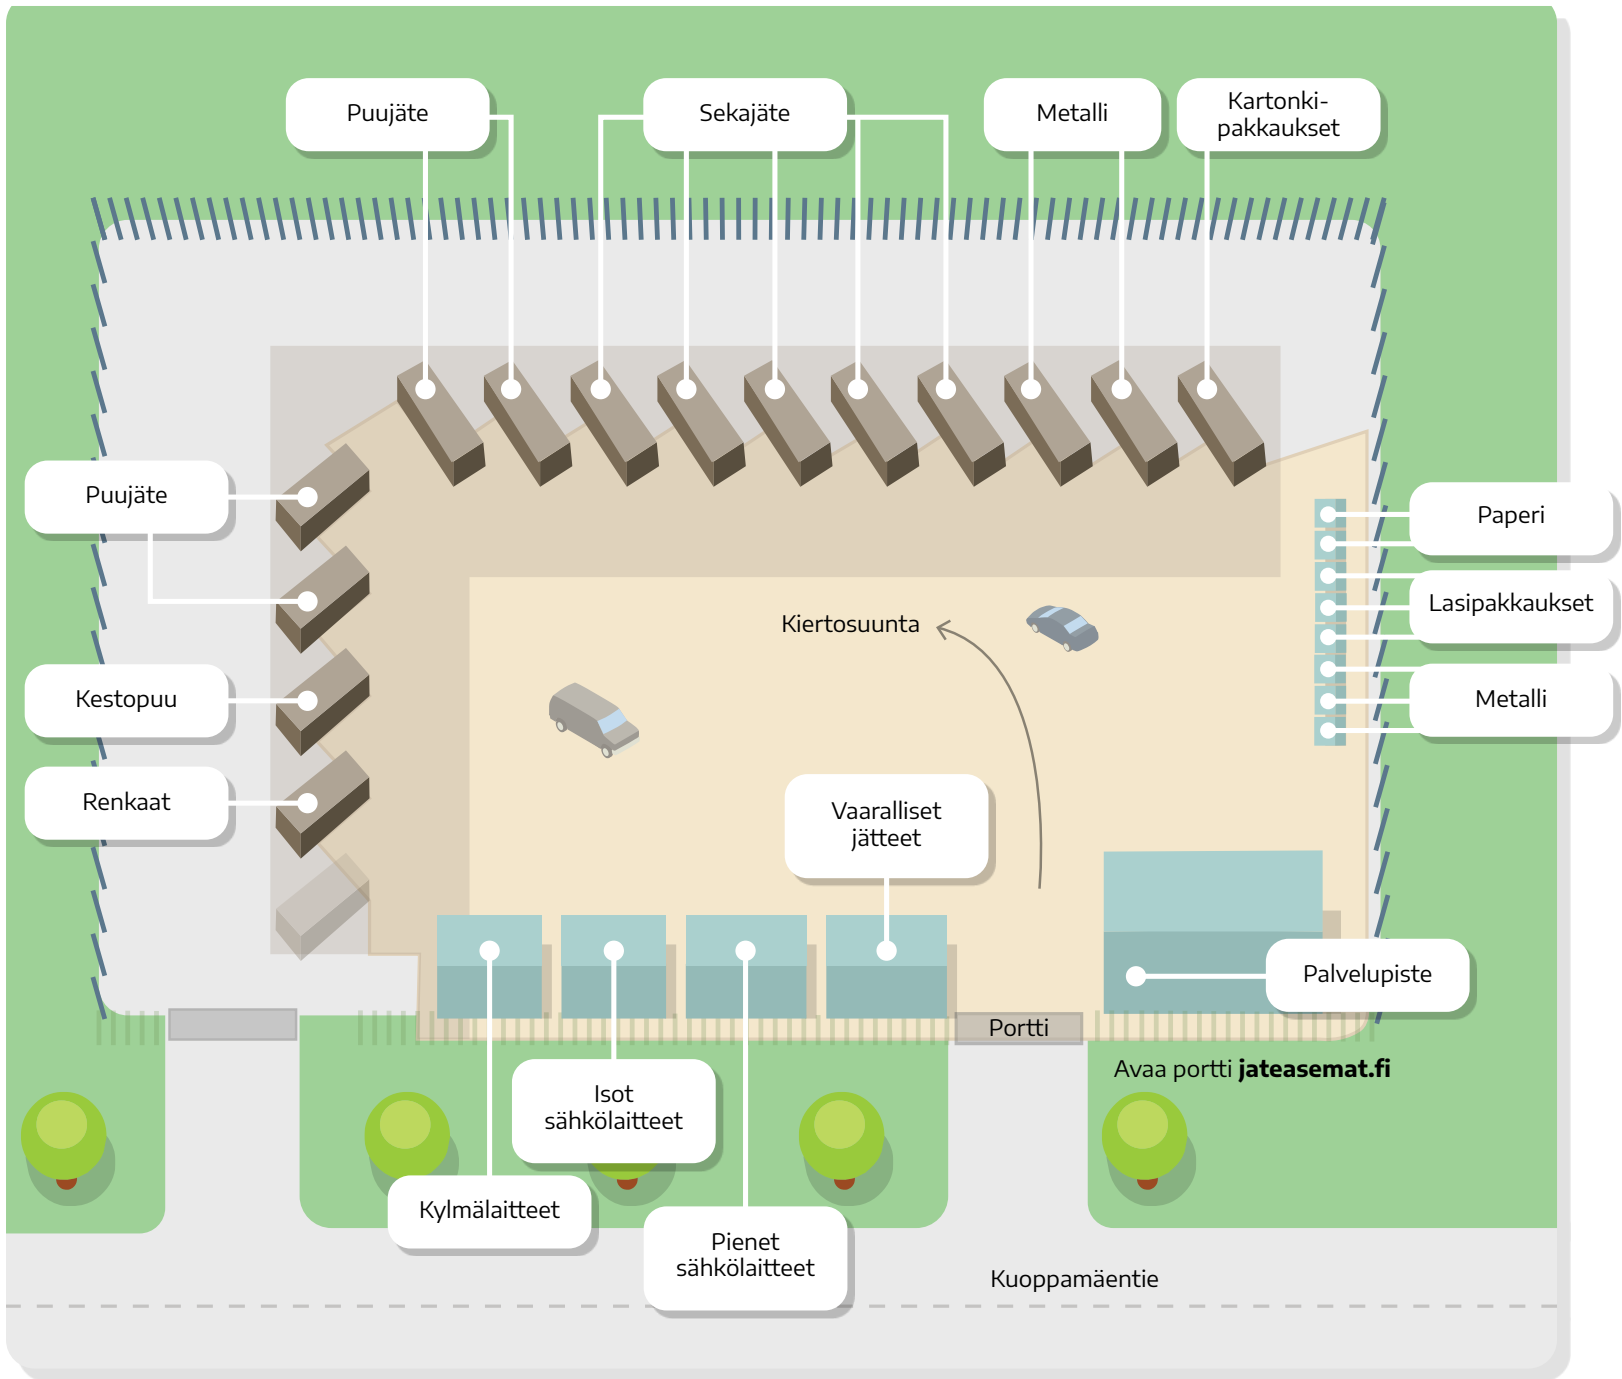 Puujäte
Sekajäte
Metalli
Kartonki-
pakkaukset
Puujäte
Paperi
Lasipakkaukset
Kiertosuunta
Kestopuu
Metalli
Renkaat
Vaaralliset
jätteet
Palvelupiste
Portti
Avaa portti jateasemat.fi
Isot
sähkölaitteet
Kylmälaitteet
Pienet
sähkölaitteet
Kuoppamäentie